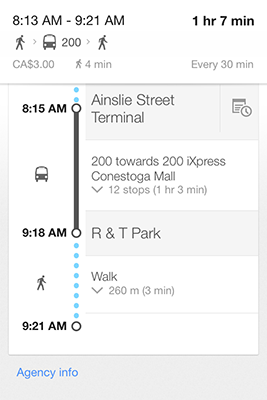 8:13 AM - 9:21 AM 1 hr 7 min
200
CA$3.00 4 min Every 30 min
8:15 AM Ainslie Street
Terminal
200 towards 200 iXpress
Conestoga Mall
12 stops (1 hr 3 min)
9:18 AM R & T Park
Walk
260 m (3 min)
9:21 AM
Agency info